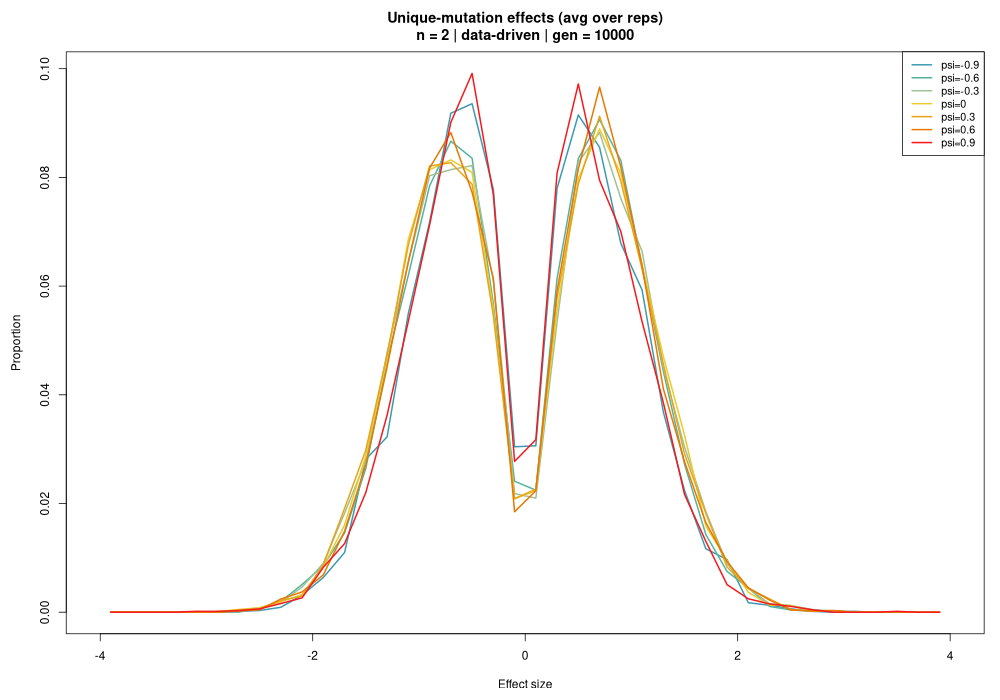 Unique-mutation effects (avg over reps)
n = 2 | data-driven | gen = 10000
psi=-0.9
psi=-0.6
psi=-0.3
psi=0
psi=0.3
psi=0.6
psi=0.9
Proportion
0.10
0.08
0.06
0.04
0.02
0.00
-4 -2 0 2 4
Effect size